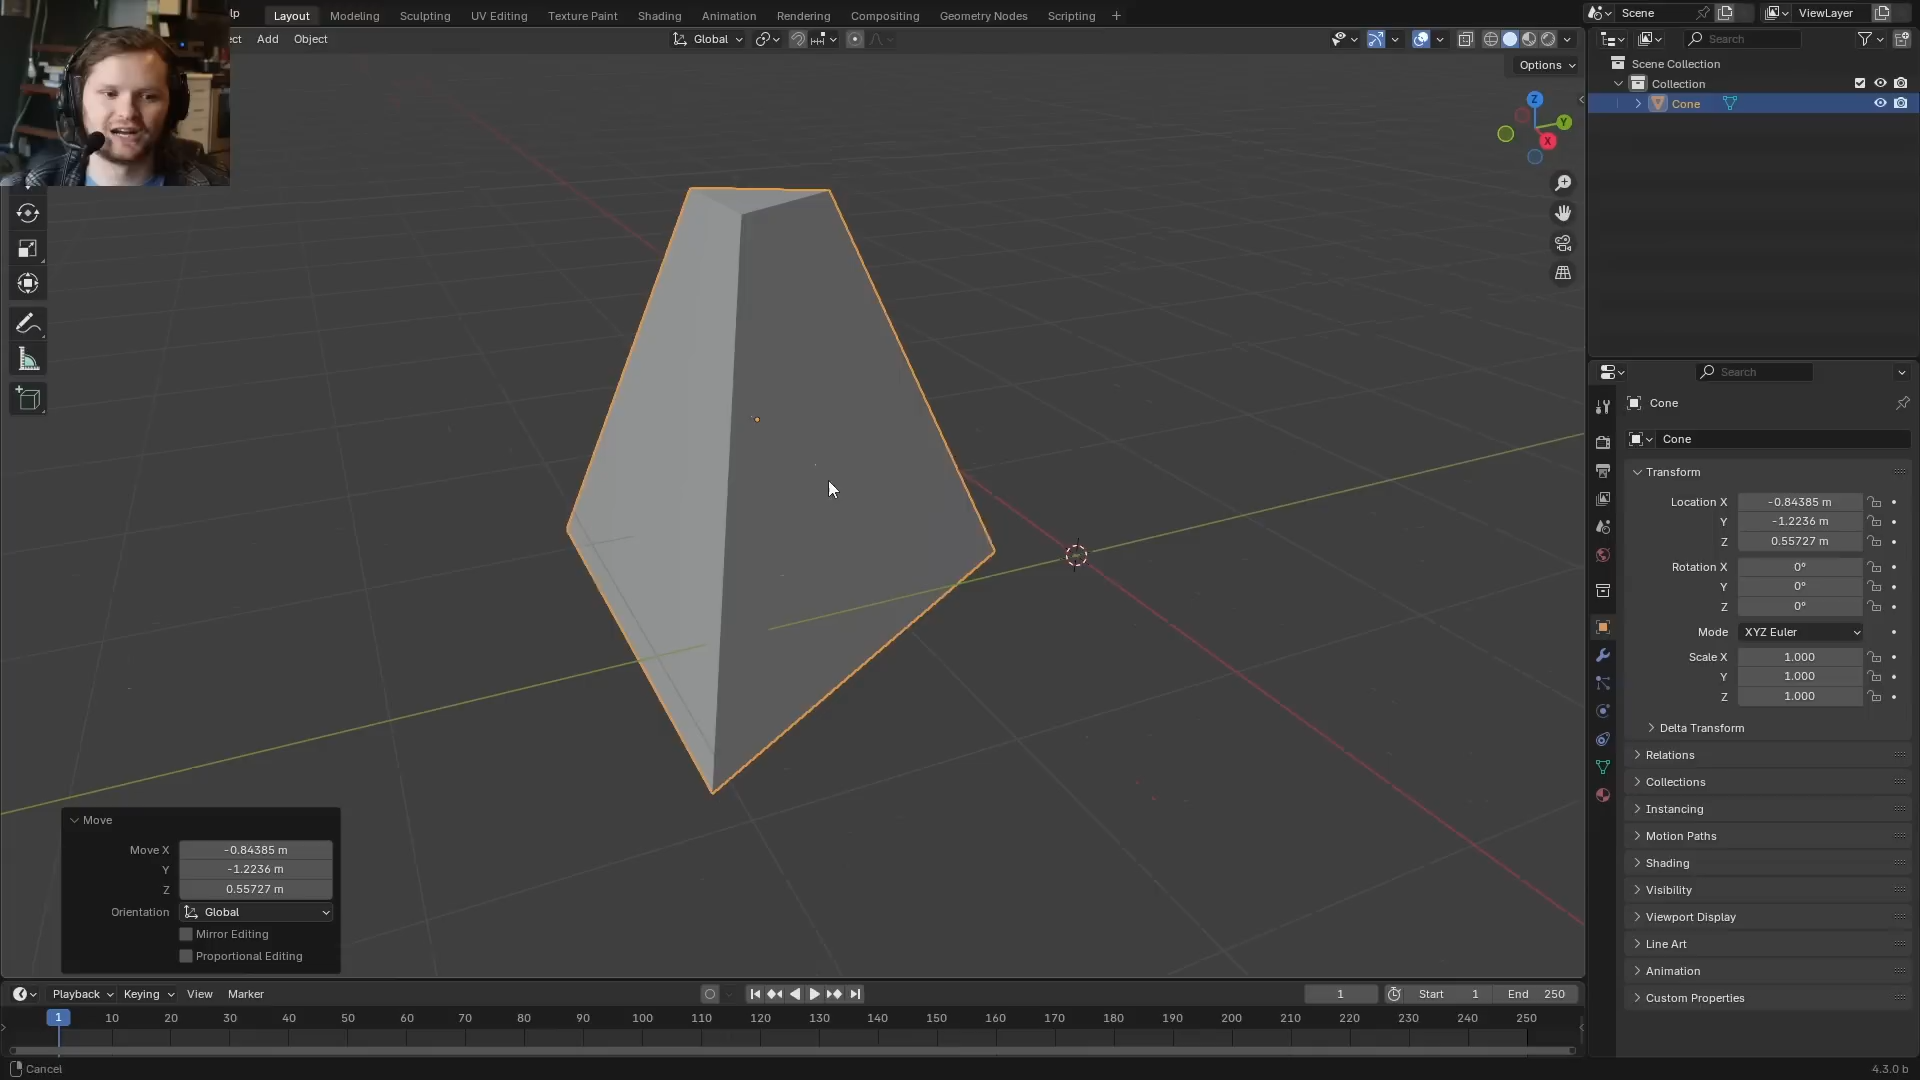 lp
Layout Modeling Sculpting UV Editing Texture Paint Shading Animation Rendering Compositing Geometry Nodes Scripting +
Scene
ViewLayer
ect Add Object
Global
Options
Z
Y
X
Search
Scene Collection
Collection
Cone
Search
Cone
Cone
Transform
Location X -0.84385 m
Y -1.2236 m
Z 0.55727 m
Rotation X 0°
Y 0°
Z 0°
Mode XYZ Euler
Scale X 1.000
Y 1.000
Z 1.000
Delta Transform
Relations
Collections
Instancing
Motion Paths
Shading
Visibility
Viewport Display
Line Art
Animation
Custom Properties
Move
Move X -0.84385 m
Y -1.2236 m
Z 0.55727 m
Orientation Global
Mirror Editing
Proportional Editing
Playback Keying View Marker
1 Start 1 End 250
1 10 20 30 40 50 60 70 80 90 100 110 120 130 140 150 160 170 180 190 200 210 220 230 240 250
Cancel
4.3.0 b